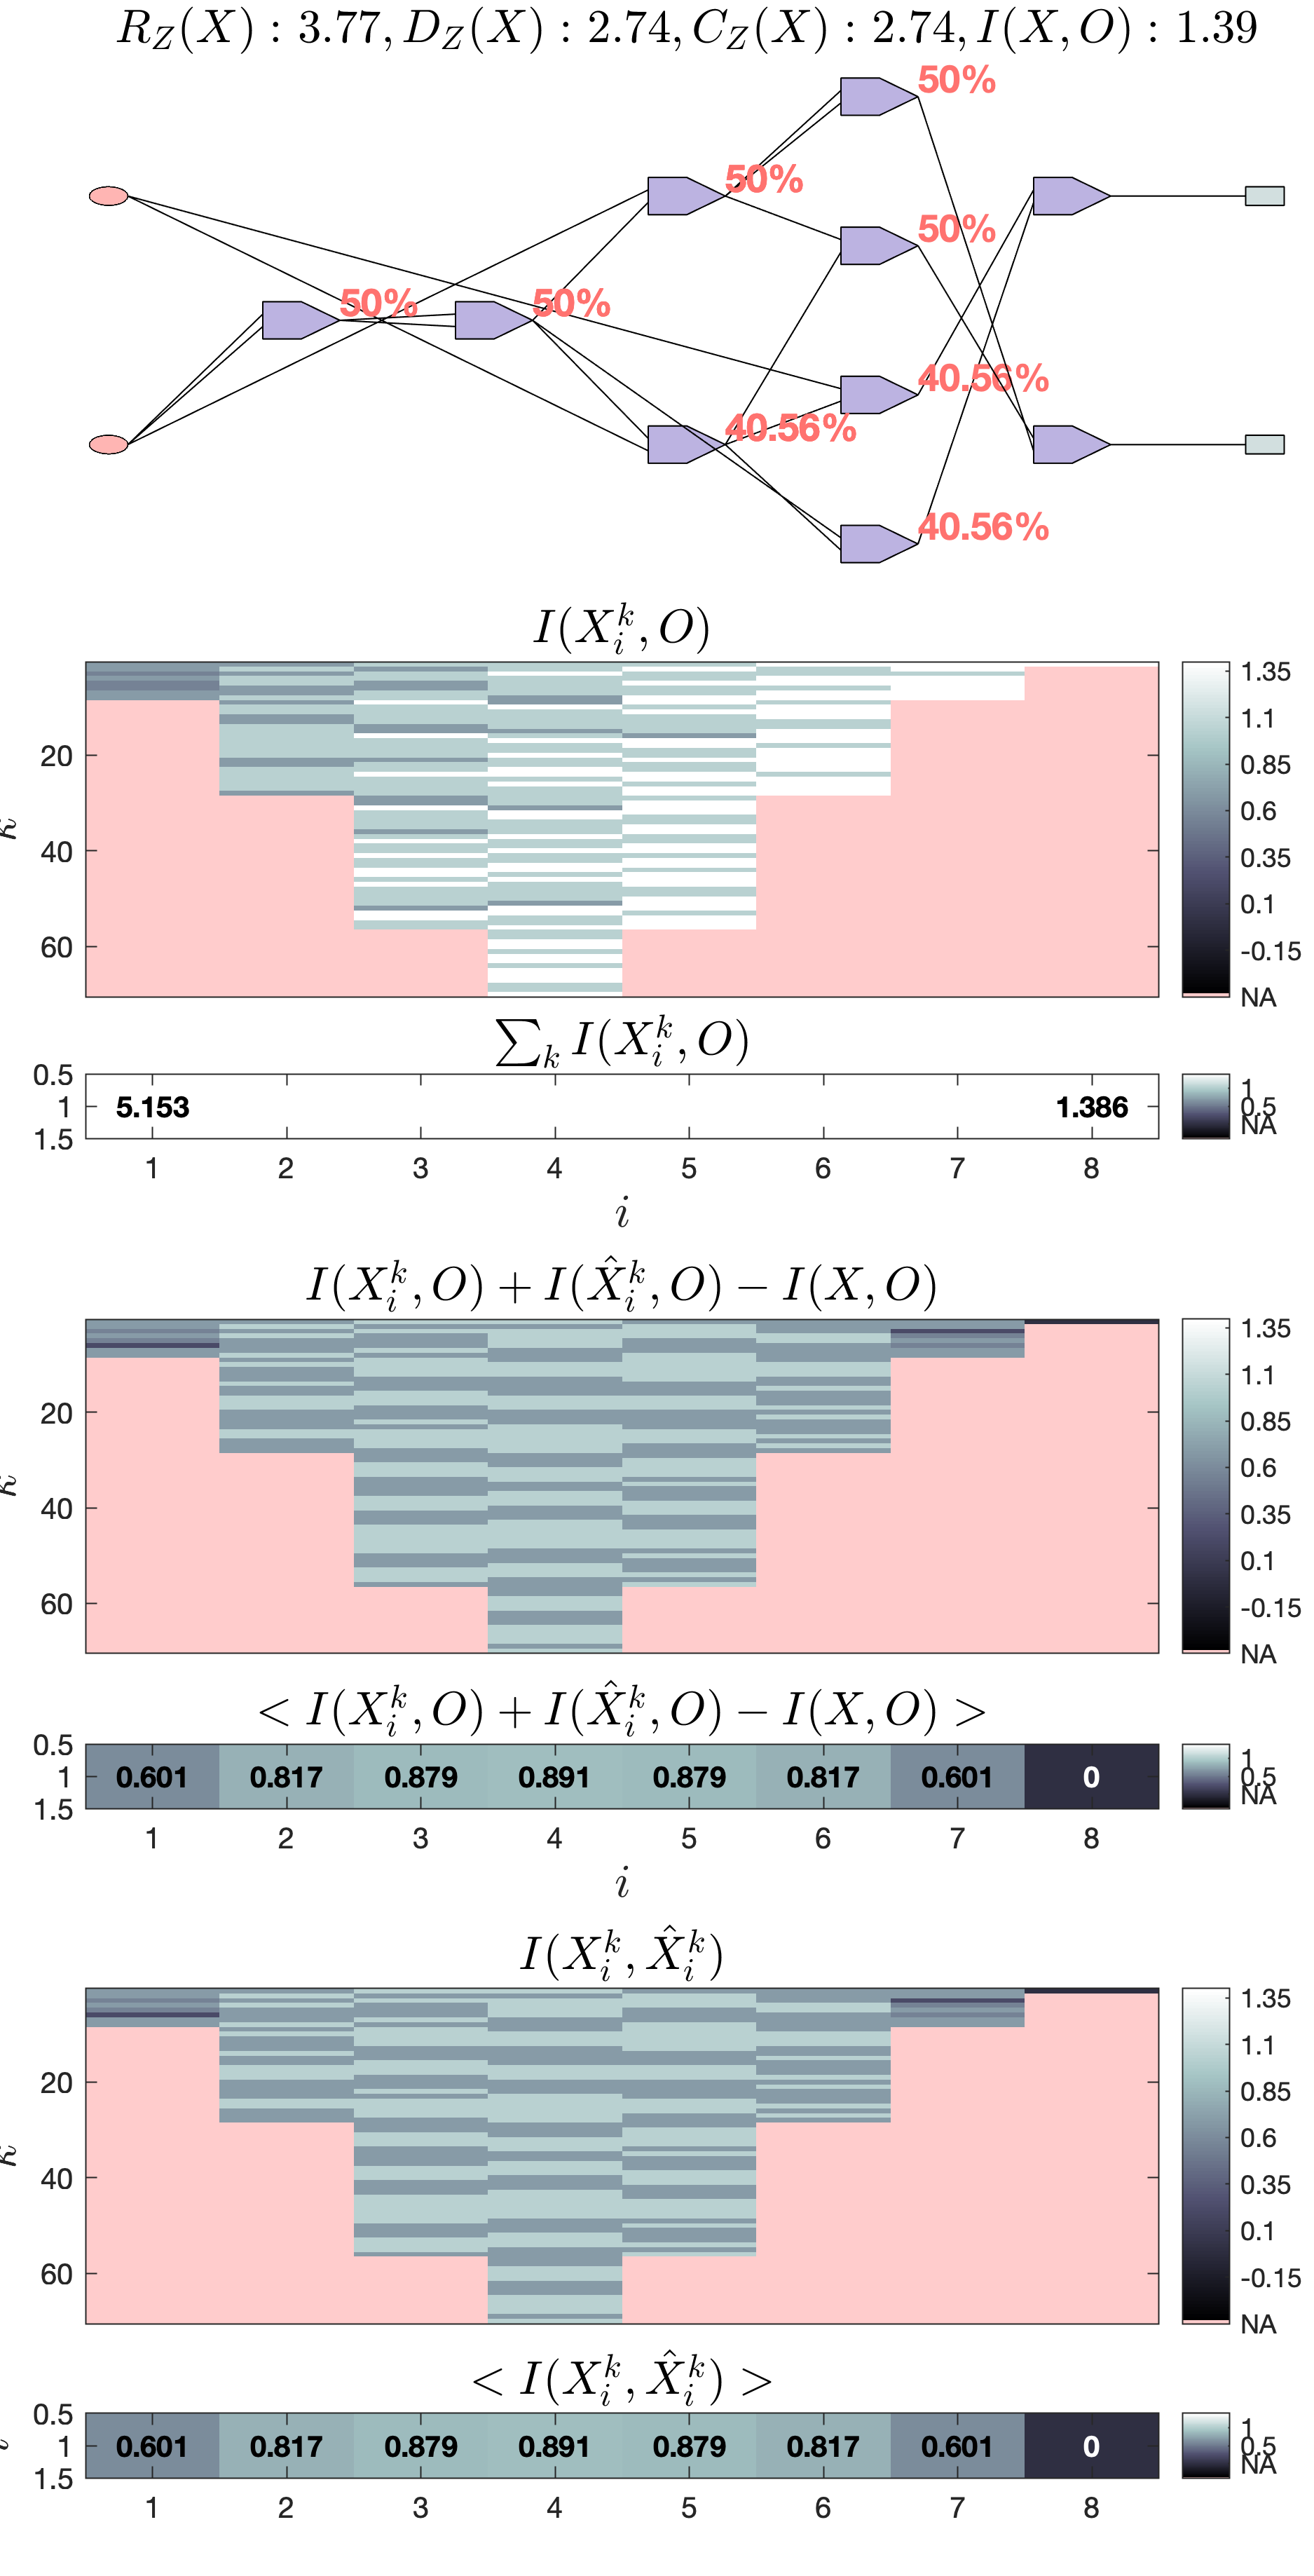 R_Z(X) : 3.77, D_Z(X) : 2.74, C_Z(X) : 2.74, I(X, O) : 1.39
50%
50%
50%
50% 50%
40.56%
40.56%
40.56%
I(X_i^k, O)
20
40
60
k
1.35
1.1
0.85
0.6
0.35
0.1
-0.15
NA
∑_k I(X_i^k, O)
0.5
1
1.5
5.153 1.386
1
0.5
NA
1 2 3 4 5 6 7 8
i
I(X_i^k, O) + I(X̂_i^k, O) − I(X, O)
20
40
60
k
1.35
1.1
0.85
0.6
0.35
0.1
-0.15
NA
< I(X_i^k, O) + I(X̂_i^k, O) − I(X, O) >
0.5
1
1.5
0.601 0.817 0.879 0.891 0.879 0.817 0.601 0
1
0.5
NA
1 2 3 4 5 6 7 8
i
I(X_i^k, X̂_i^k)
20
40
60
k
1.35
1.1
0.85
0.6
0.35
0.1
-0.15
NA
< I(X_i^k, X̂_i^k) >
0.5
1
1.5
0.601 0.817 0.879 0.891 0.879 0.817 0.601 0
1
0.5
NA
1 2 3 4 5 6 7 8